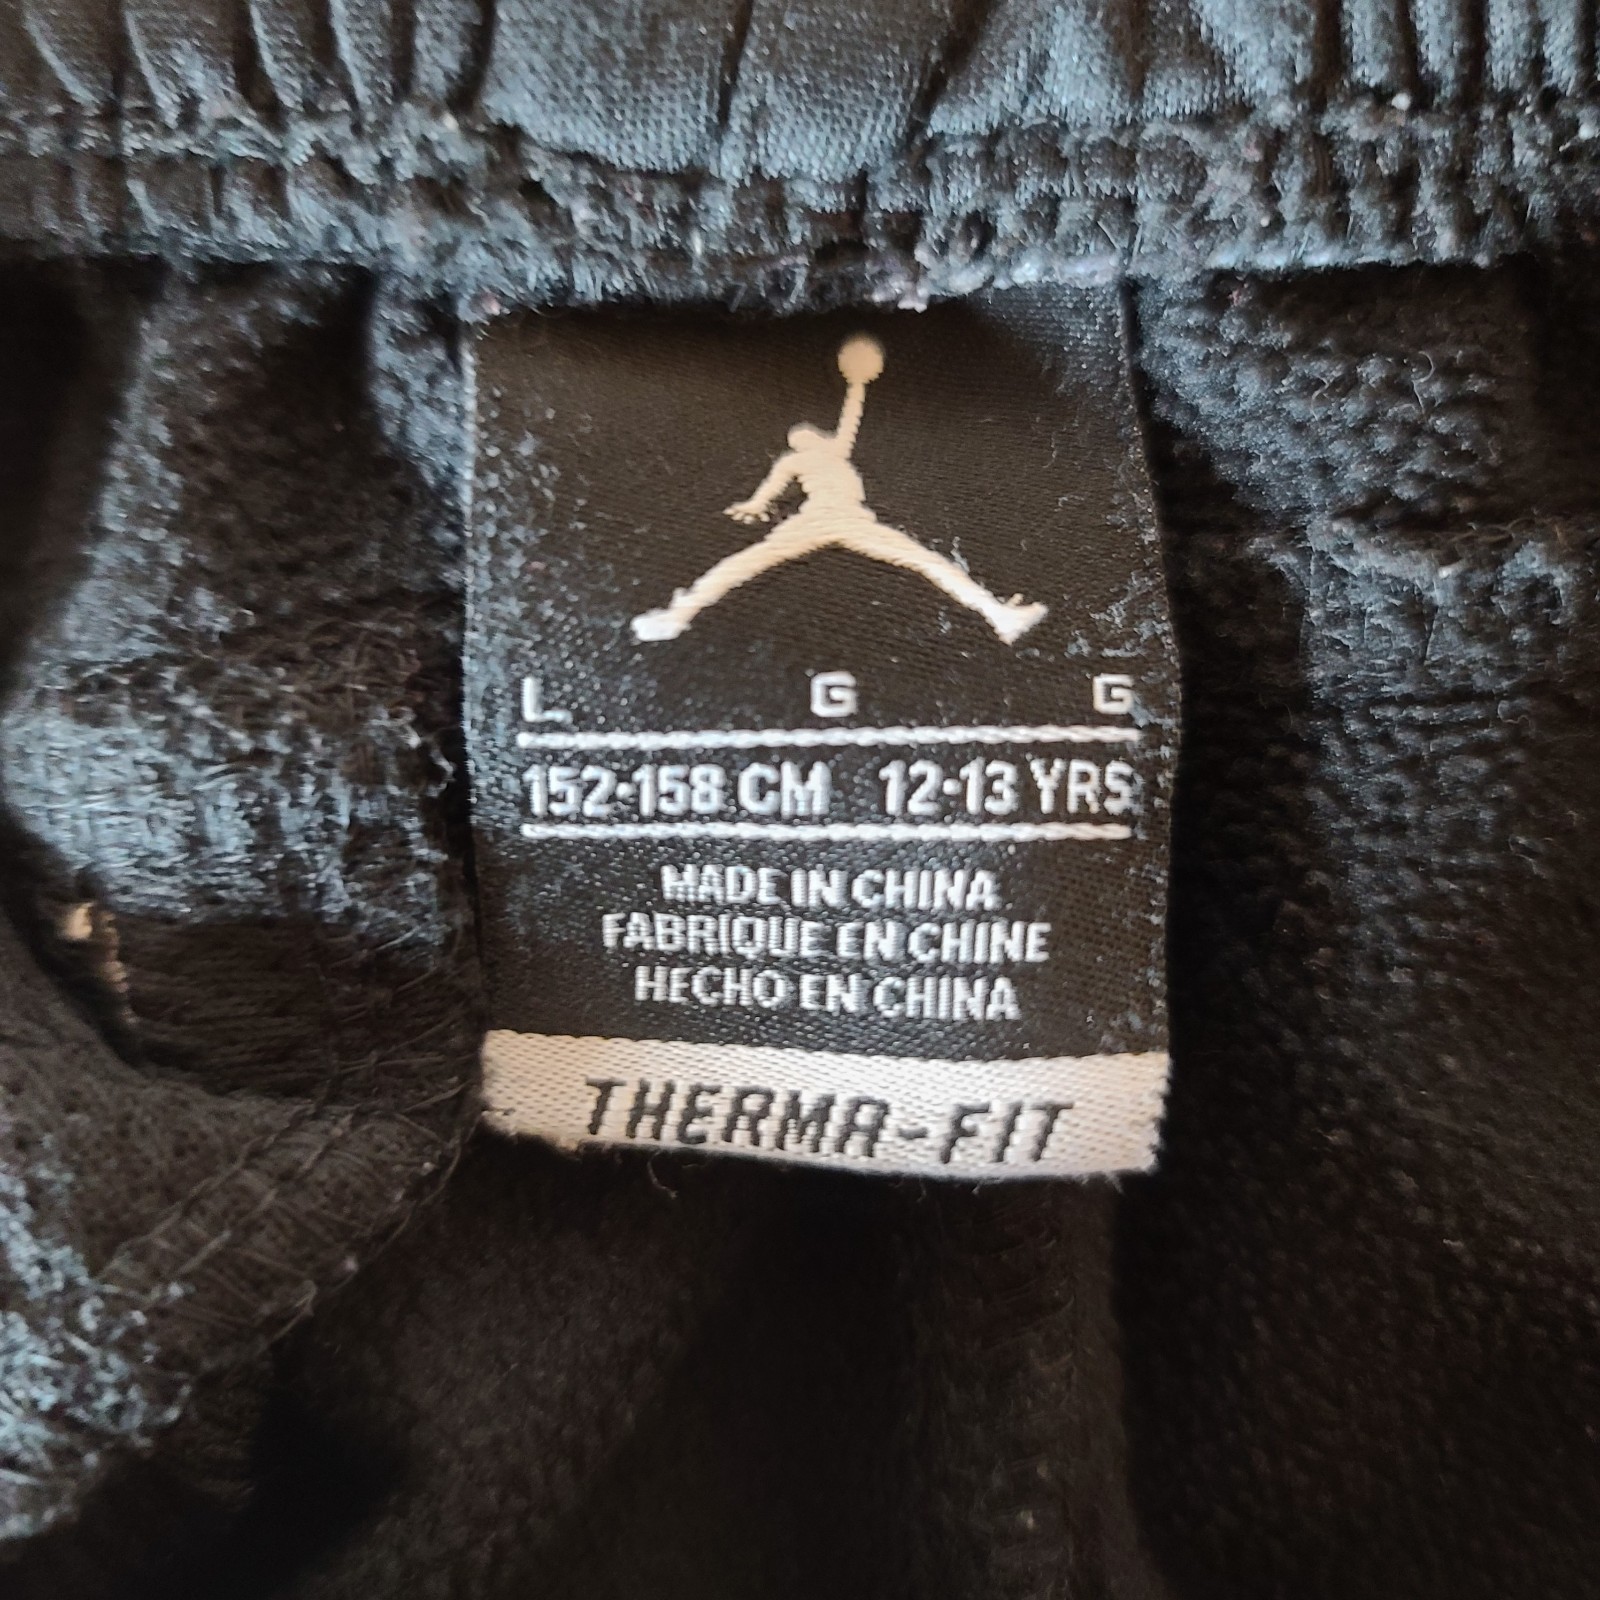 L G G
152-158 CM 12-13 YRS
MADE IN CHINA
FABRIQUE EN CHINE
HECHO EN CHINA
THERMA-FIT